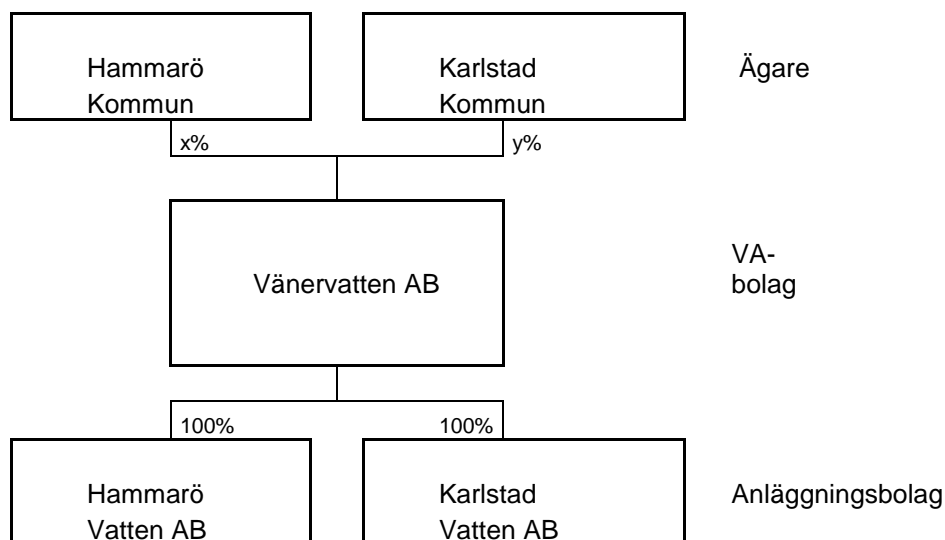 Hammarö
Kommun
Karlstad
Kommun
Ägare
x%
y%
Vänervatten AB
VA-
bolag
100%
100%
Hammarö
Vatten AB
Karlstad
Vatten AB
Anläggningsbolag